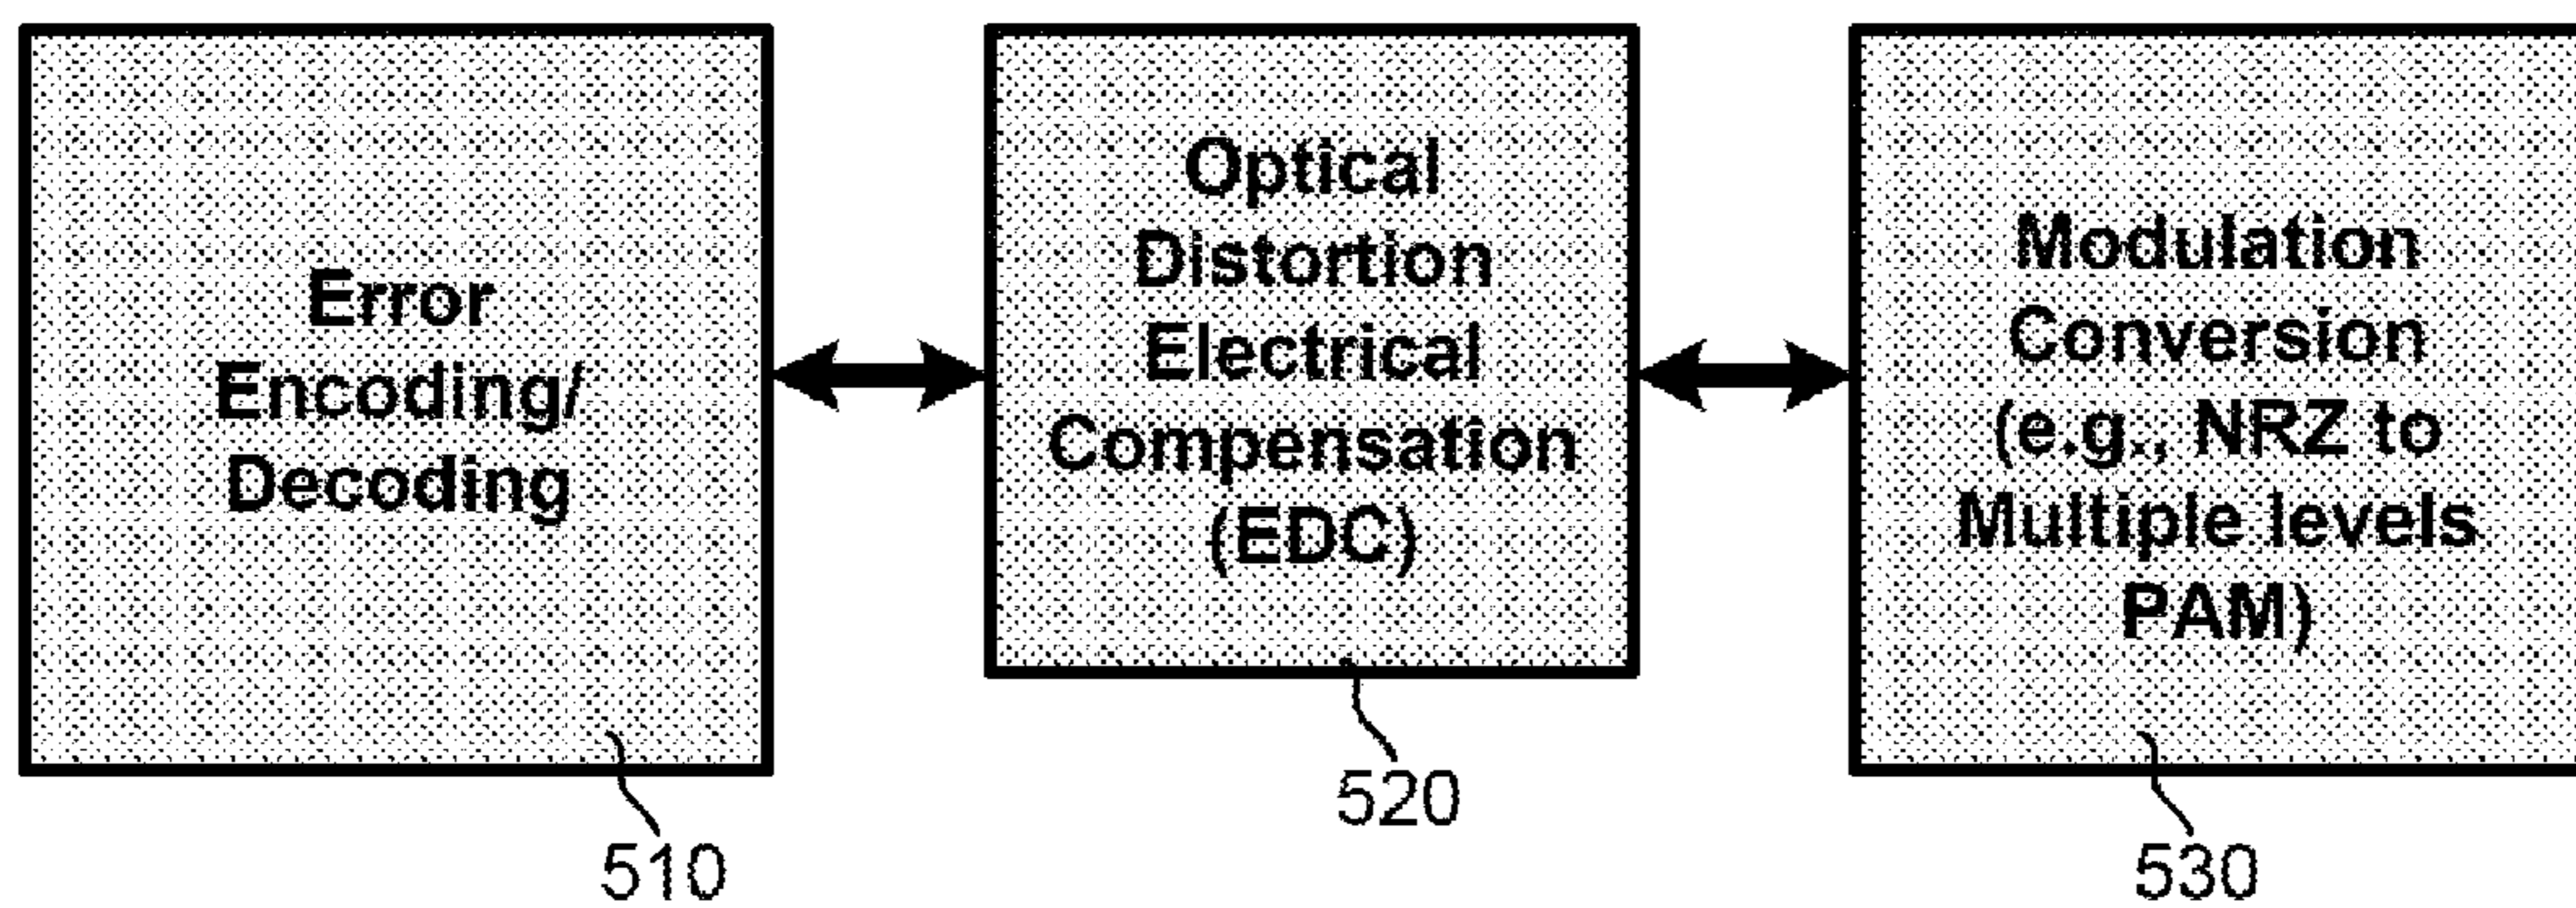 Error
Encoding/
Decoding
510
Optical
Distortion
Electrical
Compensation
(EDC)
520
Modulation
Conversion
(e.g., NRZ to
Multiple levels
PAM)
530